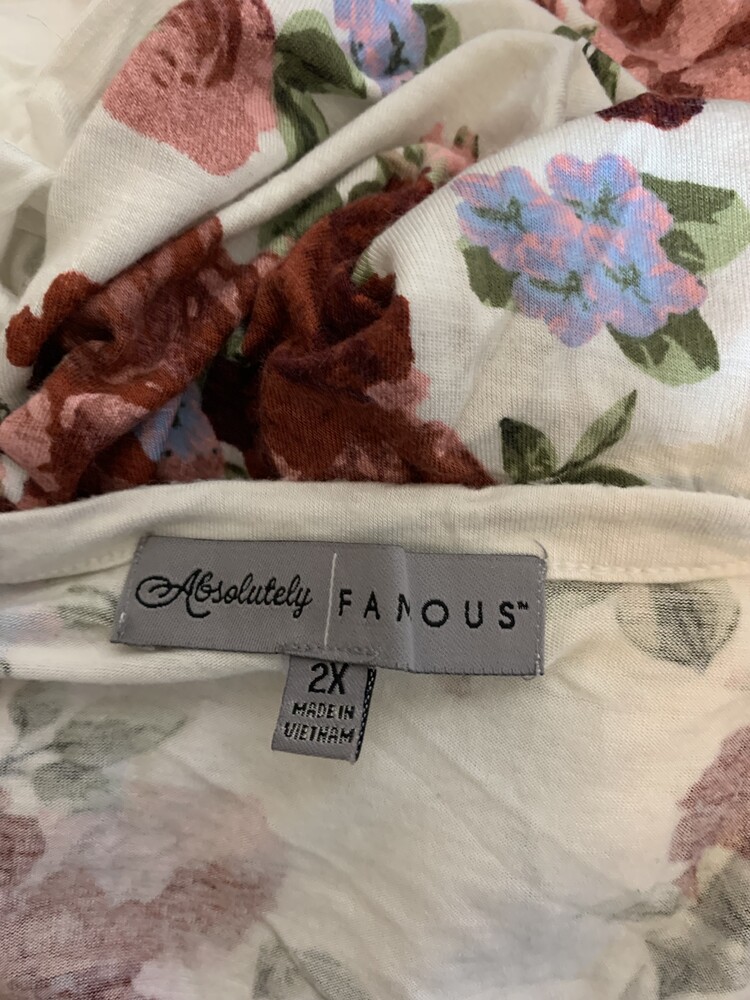 Absolutely | FAMOUS™
2X
MADE IN
VIETNAM